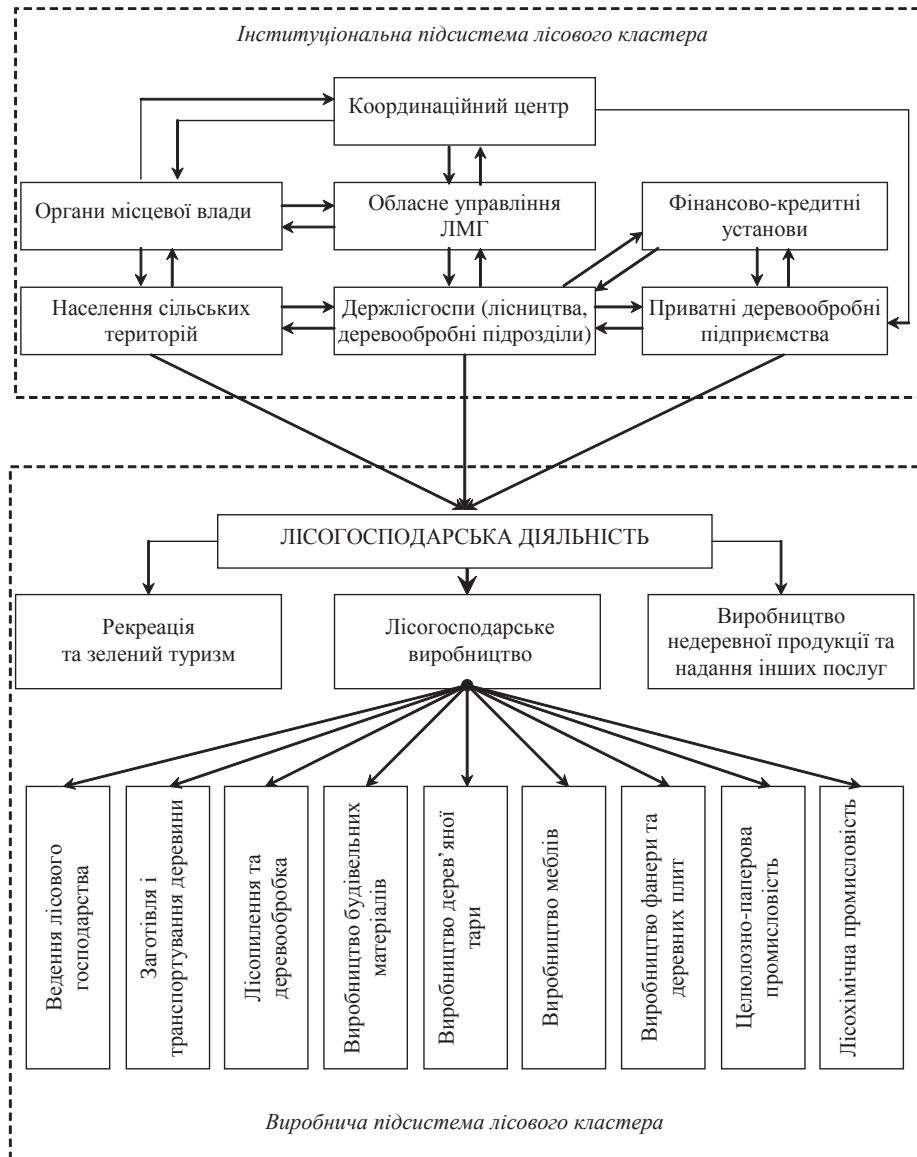 Інституціональна підсистема лісового кластера
Координаційний центр
Органи місцевої влади
Обласне управління
ЛМГ
Фінансово-кредитні
установи
Населення сільських
територій
Держлісгоспи (лісництва,
деревообробні підрозділи)
Приватні деревообробні
підприємства
ЛІСОГОСПОДАРСЬКА ДІЯЛЬНІСТЬ
Рекреація
та зелений туризм
Лісогосподарське
виробництво
Виробництво
недеревної продукції та
надання інших послуг
Ведення лісового
господарства
Заготівля і
транспортування деревини
Лісопилення та
деревообробка
Виробництво будівельних
матеріалів
Виробництво дерев’яної
тари
Виробництво меблів
Виробництво фанери та
деревних плит
Целюлозно-паперова
промисловість
Лісохімічна промисловість
Виробнича підсистема лісового кластера